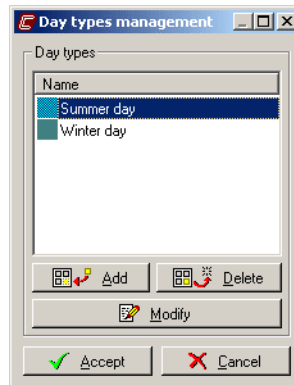 Day types management
Day types
Name
Summer day
Winter day
Add
Delete
Modify
Accept
Cancel